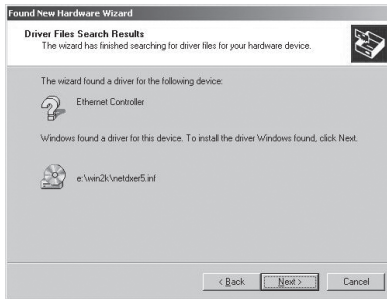 Found New Hardware Wizard
Driver Files Search Results
The wizard has finished searching for driver files for your hardware device.
The wizard found a driver for the following device:
Ethernet Controller
Windows found a driver for this device. To install the driver Windows found, click Next.
e:\win2k\netdxer5.inf
< Back
Next >
Cancel